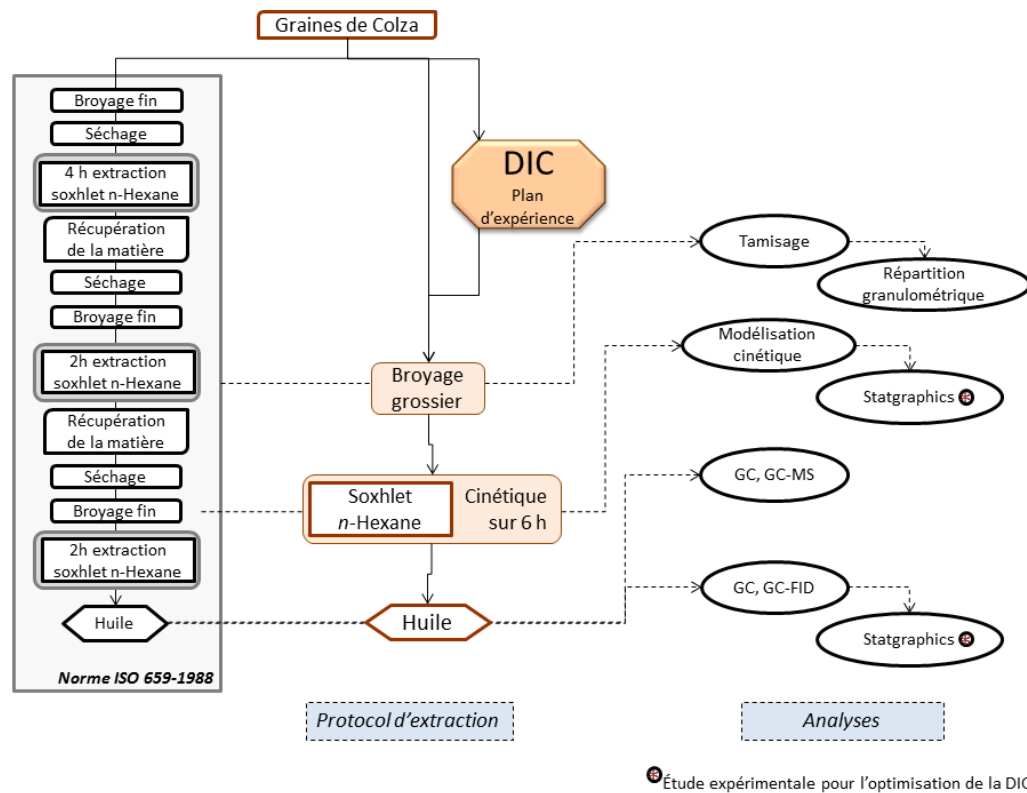 Graines de Colza
Broyage fin
Séchage
4 h extraction
soxhlet n-Hexane
Récupération
de la matière
Séchage
Broyage fin
2h extraction
soxhlet n-Hexane
Récupération
de la matière
Séchage
Broyage fin
2h extraction
soxhlet n-Hexane
Huile
Norme ISO 659-1988
DIC
Plan
d'expérience
Broyage
grossier
Soxhlet
n-Hexane
Cinétique
sur 6 h
Huile
Protocol d'extraction
Tamisage
Répartition
granulométrique
Modélisation
cinétique
Statgraphics
GC, GC-MS
GC, GC-FID
Statgraphics
Analyses
Étude expérimentale pour l'optimisation de la DIC